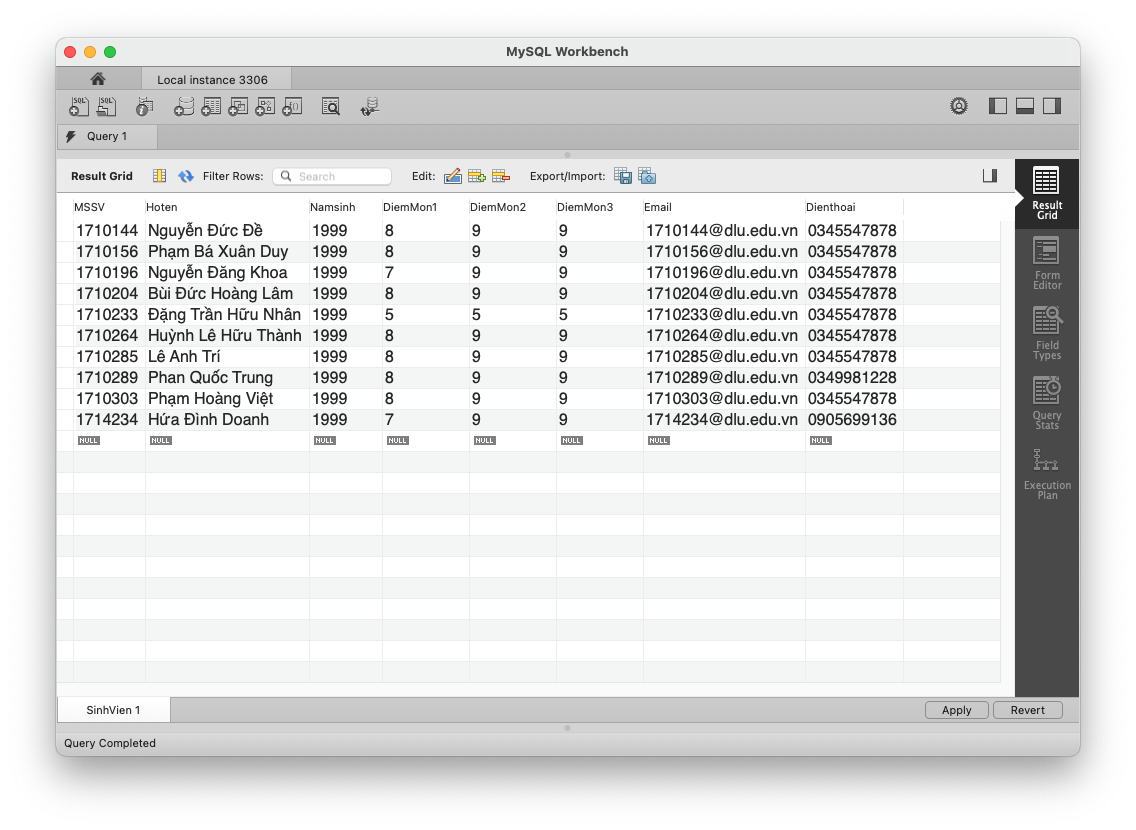 MySQL Workbench
Local instance 3306
SQL SQL
Query 1
Result Grid Filter Rows: Search Edit: Export/Import:
MSSV Hoten Namsinh DiemMon1 DiemMon2 DiemMon3 Email Dienthoai
1710144 Nguyễn Đức Đề 1999 8 9 9 1710144@dlu.edu.vn 0345547878
1710156 Phạm Bá Xuân Duy 1999 8 9 9 1710156@dlu.edu.vn 0345547878
1710196 Nguyễn Đăng Khoa 1999 7 9 9 1710196@dlu.edu.vn 0345547878
1710204 Bùi Đức Hoàng Lâm 1999 8 9 9 1710204@dlu.edu.vn 0345547878
1710233 Đặng Trần Hữu Nhân 1999 5 5 5 1710233@dlu.edu.vn 0345547878
1710264 Huỳnh Lê Hữu Thành 1999 8 9 9 1710264@dlu.edu.vn 0345547878
1710285 Lê Anh Trí 1999 8 9 9 1710285@dlu.edu.vn 0345547878
1710289 Phan Quốc Trung 1999 8 9 9 1710289@dlu.edu.vn 0349981228
1710303 Phạm Hoàng Việt 1999 8 9 9 1710303@dlu.edu.vn 0345547878
1714234 Hứa Đình Doanh 1999 7 9 9 1714234@dlu.edu.vn 0905699136
NULL NULL NULL NULL NULL NULL NULL NULL
Result
Grid
Form
Editor
Field
Types
Query
Stats
Execution
Plan
SinhVien 1 Apply Revert
Query Completed